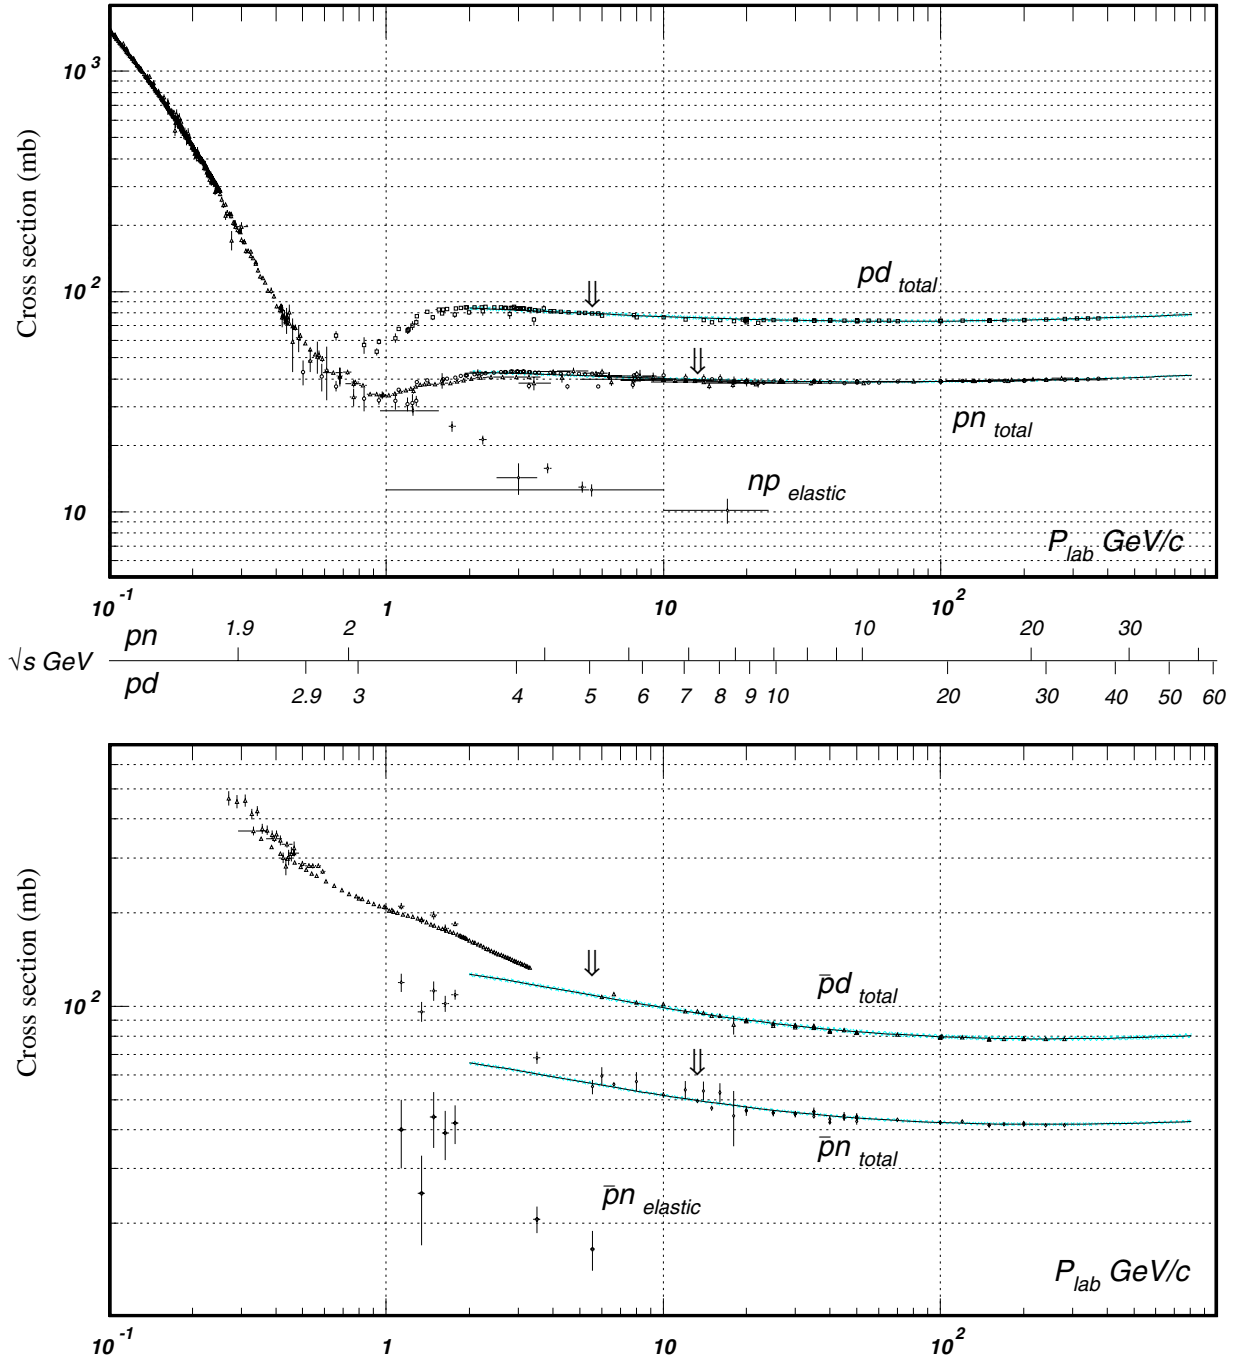 Cross section (mb)
10³
10²
10
pd total
pn total
np elastic
P_lab GeV/c
10⁻¹ 1 10 10²
pn 1.9 2 10 20 30
√s GeV
pd 2.9 3 4 5 6 7 8 9 10 20 30 40 50 60
Cross section (mb)
10²
p̄d total
p̄n total
p̄n elastic
P_lab GeV/c
10⁻¹ 1 10 10²